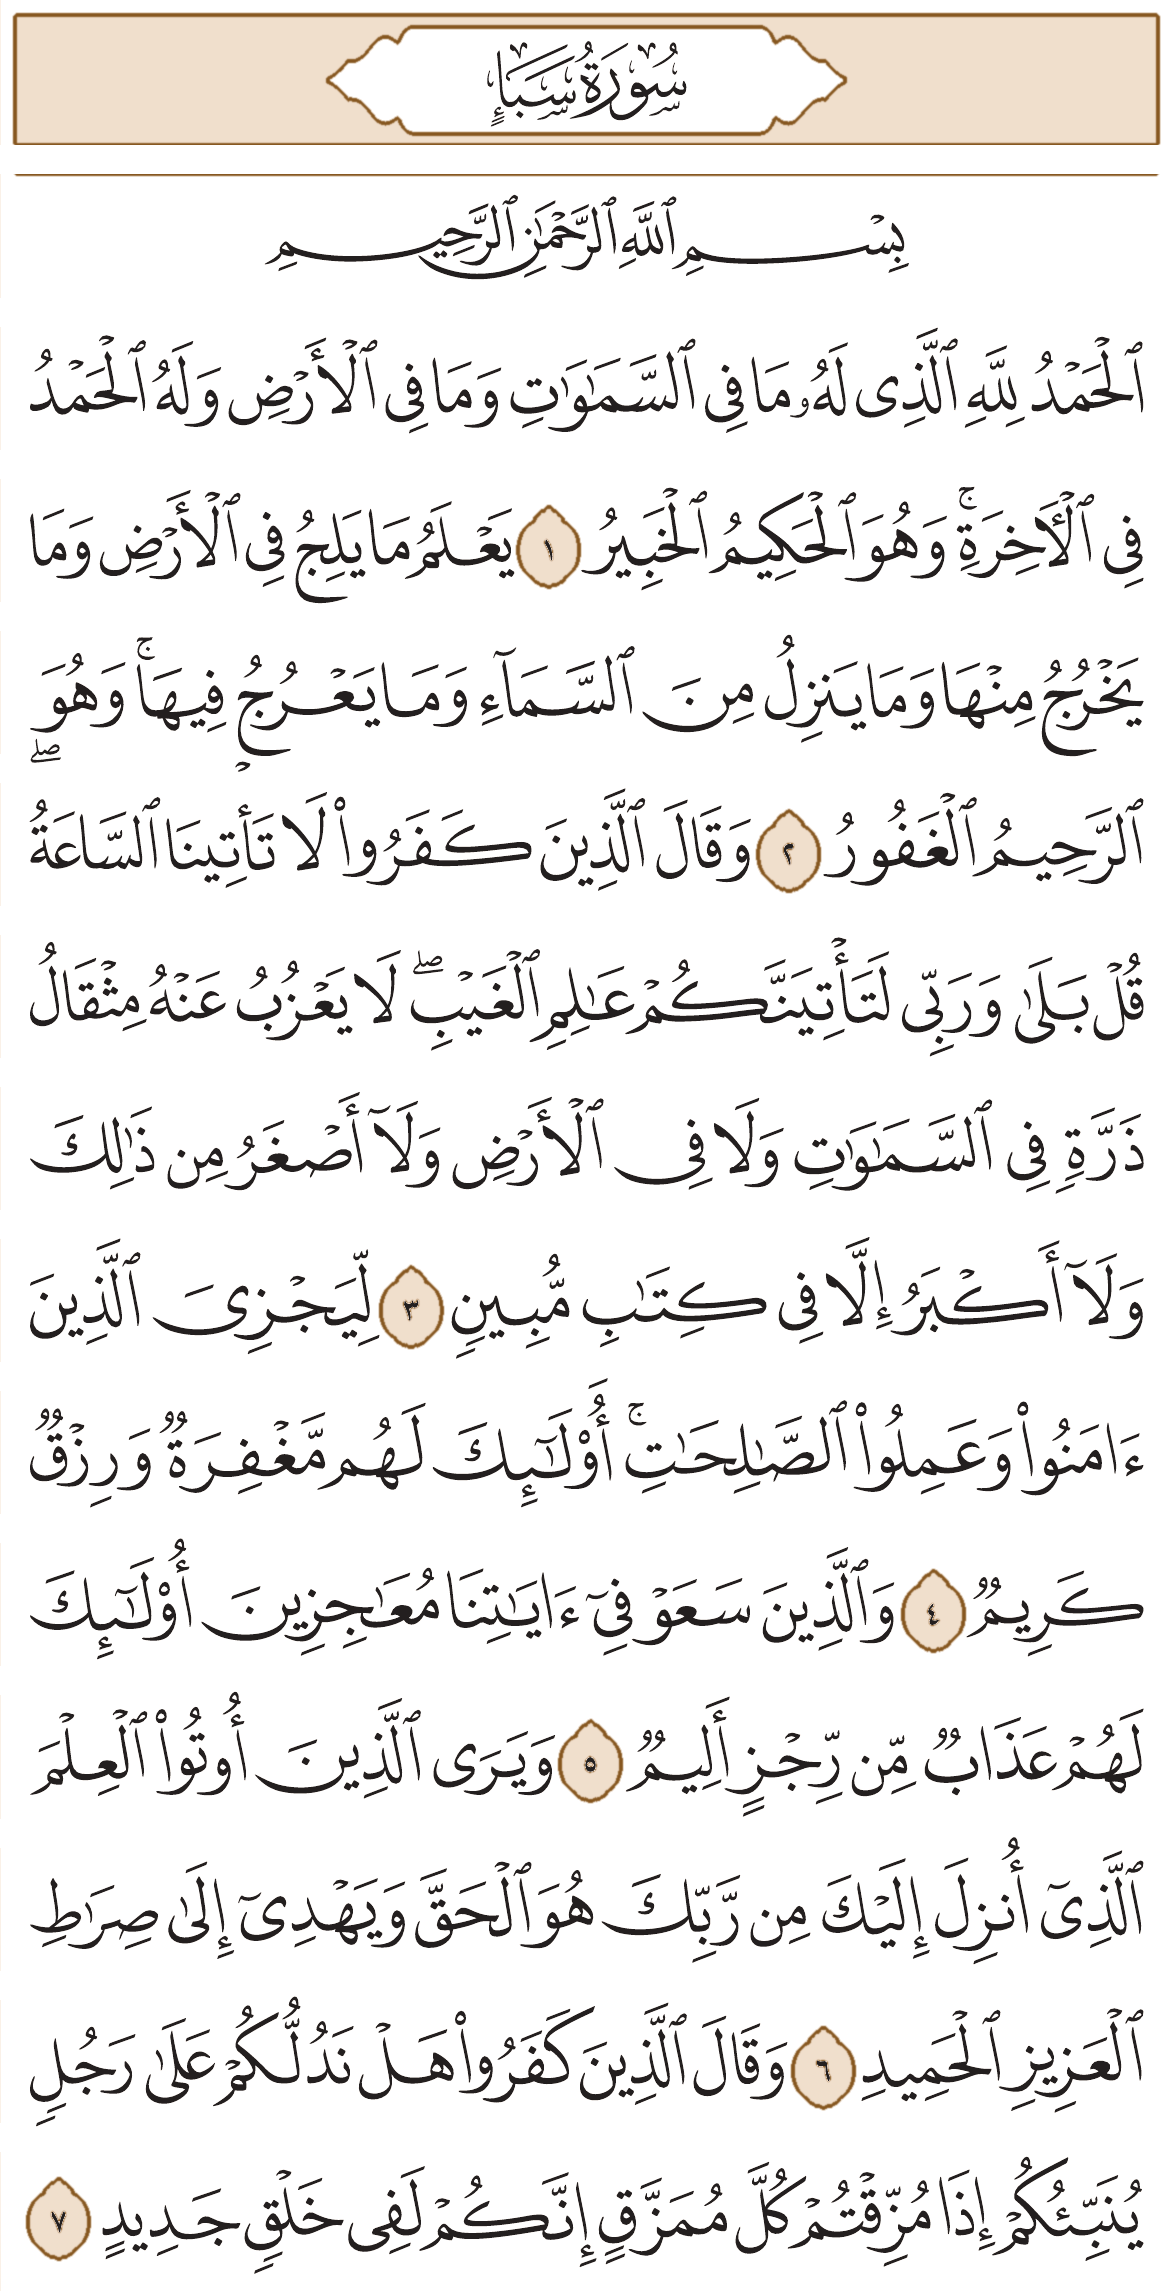 سُورَةُ سَبَإٍ
بِسْمِ ٱللَّهِ ٱلرَّحْمَٰنِ ٱلرَّحِيمِ
ٱلْحَمْدُ لِلَّهِ ٱلَّذِى لَهُۥ مَا فِى ٱلسَّمَٰوَٰتِ وَمَا فِى ٱلْأَرْضِ وَلَهُ ٱلْحَمْدُ
فِى ٱلْأَخِرَةِ ۚ وَهُوَ ٱلْحَكِيمُ ٱلْخَبِيرُ ١ يَعْلَمُ مَا يَلِجُ فِى ٱلْأَرْضِ وَمَا
يَخْرُجُ مِنْهَا وَمَا يَنزِلُ مِنَ ٱلسَّمَآءِ وَمَا يَعْرُجُ فِيهَا ۚ وَهُوَ
ٱلرَّحِيمُ ٱلْغَفُورُ ٢ وَقَالَ ٱلَّذِينَ كَفَرُوا۟ لَا تَأْتِينَا ٱلسَّاعَةُ ۖ
قُلْ بَلَىٰ وَرَبِّى لَتَأْتِيَنَّكُمْ عَٰلِمِ ٱلْغَيْبِ ۖ لَا يَعْزُبُ عَنْهُ مِثْقَالُ
ذَرَّةٍ فِى ٱلسَّمَٰوَٰتِ وَلَا فِى ٱلْأَرْضِ وَلَآ أَصْغَرُ مِن ذَٰلِكَ
وَلَآ أَكْبَرُ إِلَّا فِى كِتَٰبٍ مُّبِينٍ ٣ لِّيَجْزِىَ ٱلَّذِينَ
ءَامَنُوا۟ وَعَمِلُوا۟ ٱلصَّٰلِحَٰتِ ۚ أُو۟لَٰٓئِكَ لَهُم مَّغْفِرَةٌ وَرِزْقٌ
كَرِيمٌ ٤ وَٱلَّذِينَ سَعَوْ فِىٓ ءَايَٰتِنَا مُعَٰجِزِينَ أُو۟لَٰٓئِكَ
لَهُمْ عَذَابٌ مِّن رِّجْزٍ أَلِيمٌ ٥ وَيَرَى ٱلَّذِينَ أُوتُوا۟ ٱلْعِلْمَ
ٱلَّذِىٓ أُنزِلَ إِلَيْكَ مِن رَّبِّكَ هُوَ ٱلْحَقَّ وَيَهْدِىٓ إِلَىٰ صِرَٰطِ
ٱلْعَزِيزِ ٱلْحَمِيدِ ٦ وَقَالَ ٱلَّذِينَ كَفَرُوا۟ هَلْ نَدُلُّكُمْ عَلَىٰ رَجُلٍ
يُنَبِّئُكُمْ إِذَا مُزِّقْتُمْ كُلَّ مُمَزَّقٍ إِنَّكُمْ لَفِى خَلْقٍ جَدِيدٍ ٧